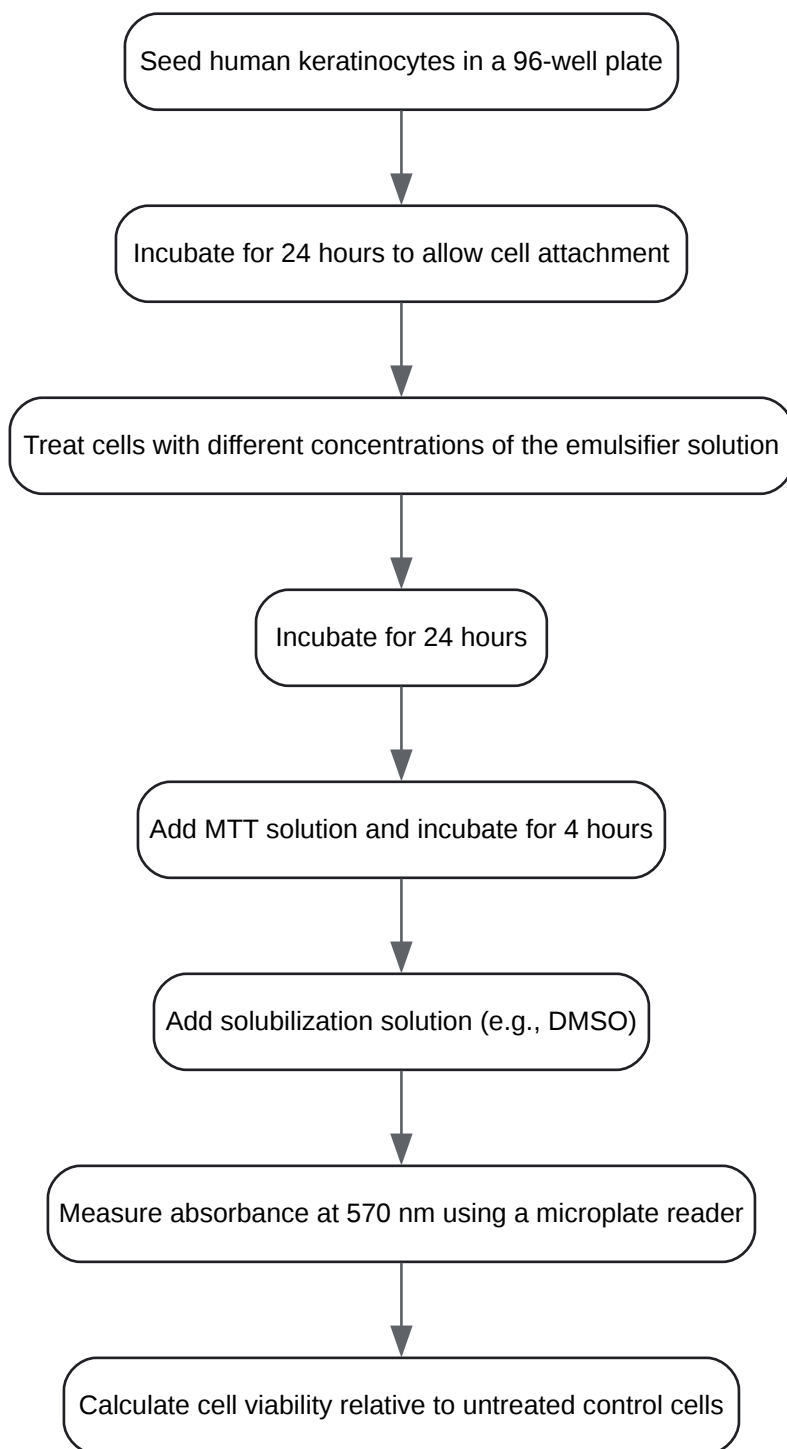 Seed human keratinocytes in a 96-well plate
Incubate for 24 hours to allow cell attachment
Treat cells with different concentrations of the emulsifier solution
Incubate for 24 hours
Add MTT solution and incubate for 4 hours
Add solubilization solution (e.g., DMSO)
Measure absorbance at 570 nm using a microplate reader
Calculate cell viability relative to untreated control cells